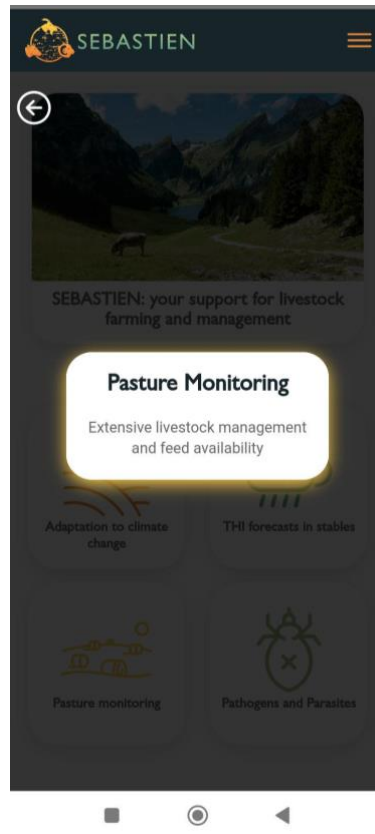 SEBASTIEN
SEBASTIEN: your support for livestock
farming and management
Pasture Monitoring
Extensive livestock management
and feed availability
Adaptation to climate
change
THI forecasts in stables
Pasture monitoring
Pathogens and Parasites